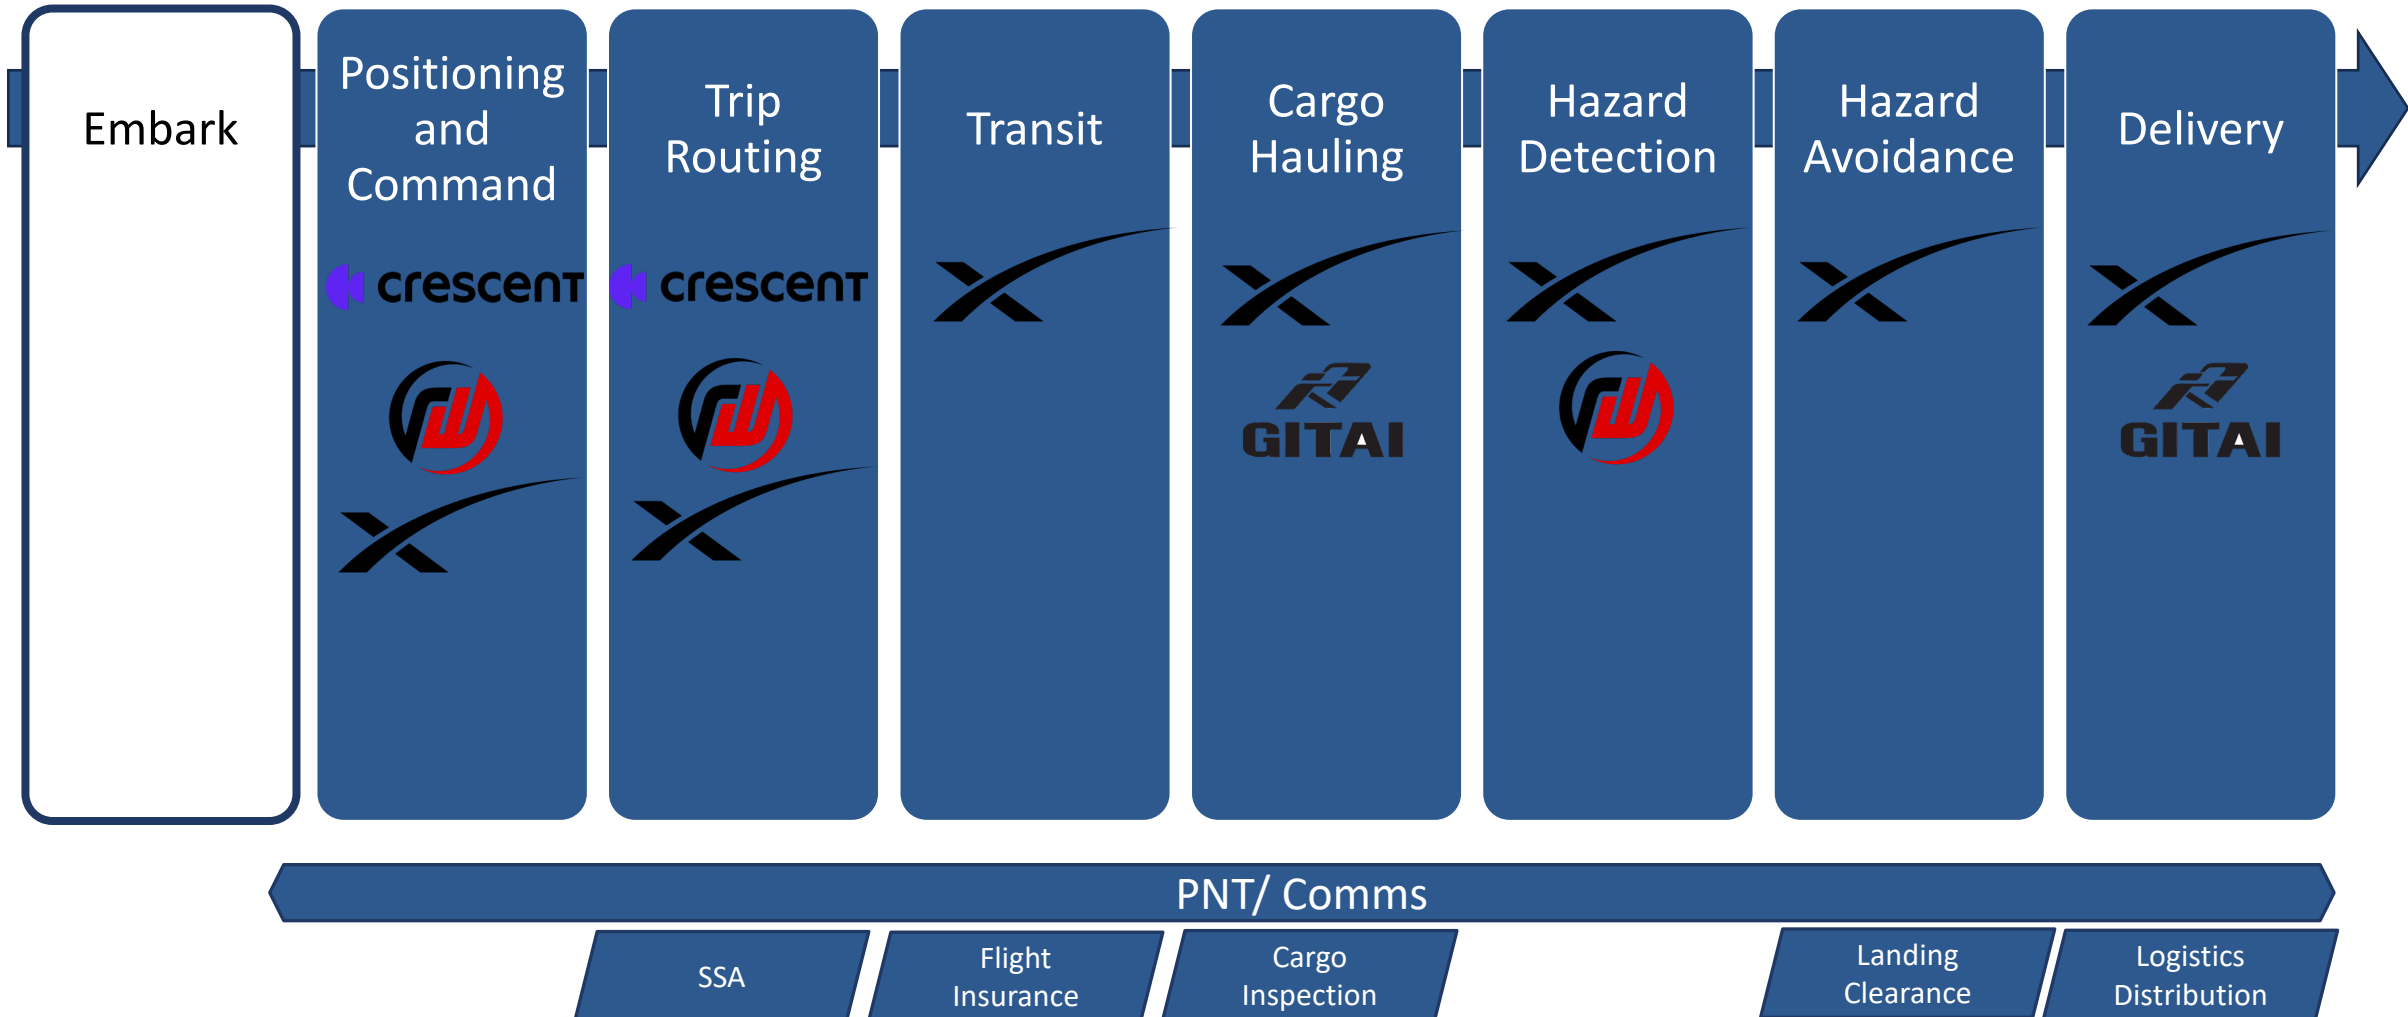 Embark
Positioning
and
Command
Trip
Routing
Transit
Cargo
Hauling
Hazard
Detection
Hazard
Avoidance
Delivery
crescent
crescent
GITAI
GITAI
PNT/ Comms
SSA
Flight
Insurance
Cargo
Inspection
Landing
Clearance
Logistics
Distribution